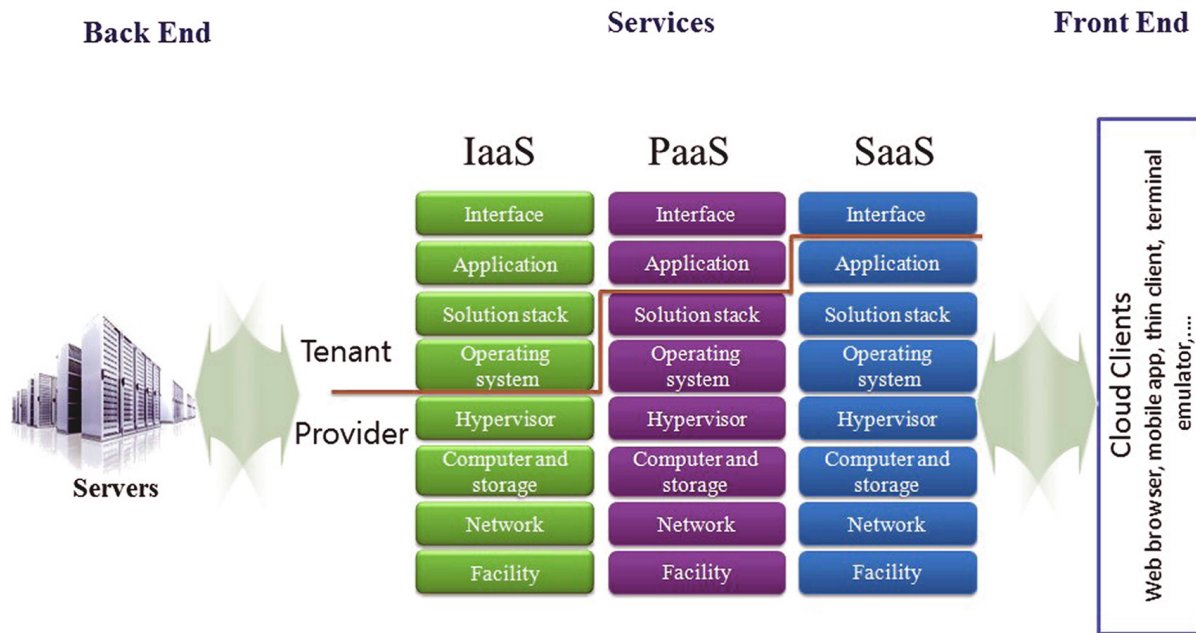 Back End
Services
Front End
IaaS
PaaS
SaaS
Interface
Interface
Interface
Application
Application
Application
Solution stack
Solution stack
Solution stack
Tenant
Operating
system
Operating
system
Operating
system
Provider
Hypervisor
Hypervisor
Hypervisor
Computer and
storage
Computer and
storage
Computer and
storage
Servers
Network
Network
Network
Facility
Facility
Facility
Cloud Clients
Web browser, mobile app, thin client, terminal
emulator,....